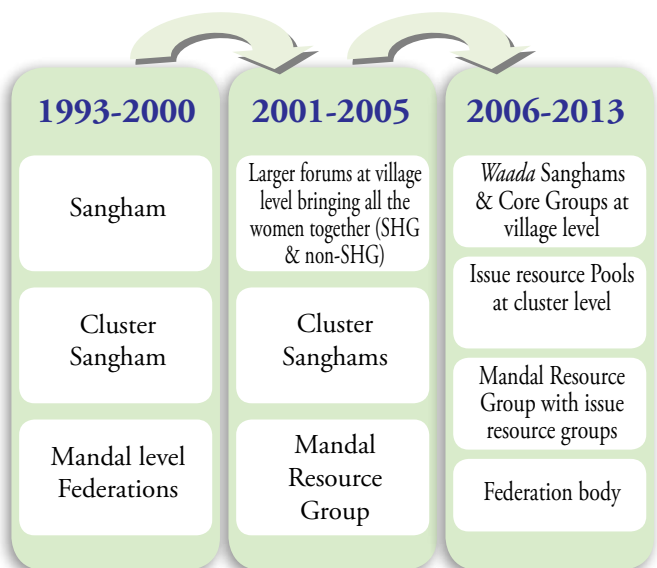 1993-2000
Sangham
Cluster
Sangham
Mandal level
Federations
2001-2005
Larger forums at village
level bringing all the
women together (SHG
& non-SHG)
Cluster
Sanghams
Mandal
Resource
Group
2006-2013
Waada Sanghams
& Core Groups at
village level
Issue resource Pools
at cluster level
Mandal Resource
Group with issue
resource groups
Federation body